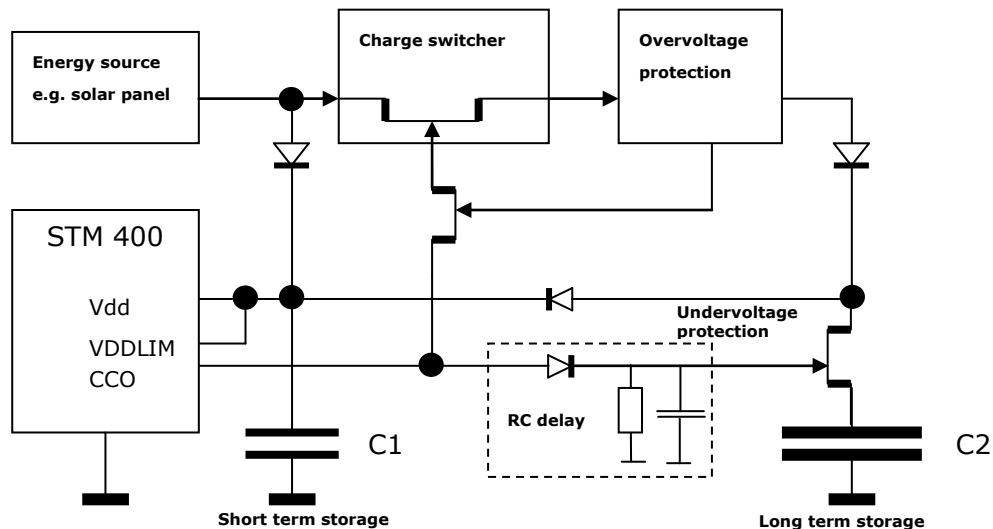 Energy source
e.g. solar panel
Charge switcher
Overvoltage
protection
STM 400
Vdd
VDDLIM
CCO
Undervoltage
protection
RC delay
C1
C2
Short term storage
Long term storage